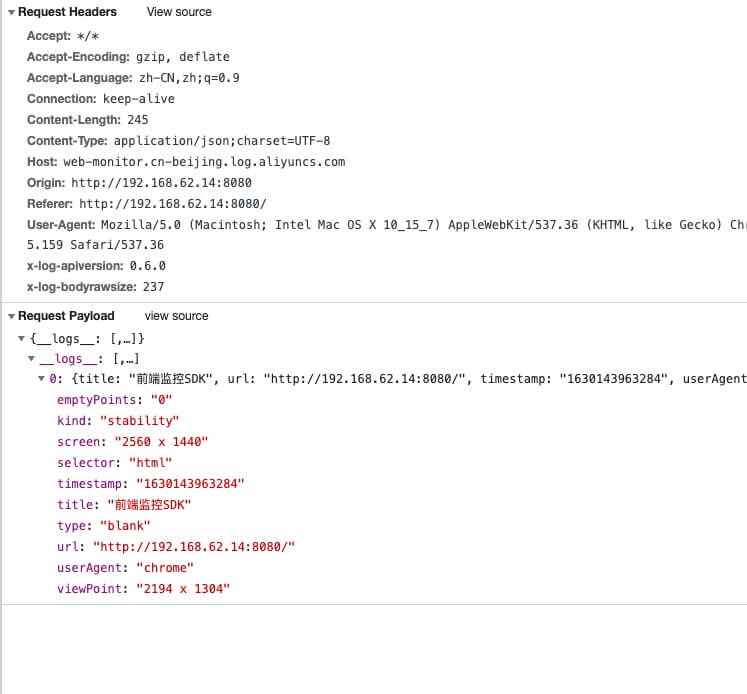 Request Headers View source
Accept: */*
Accept-Encoding: gzip, deflate
Accept-Language: zh-CN,zh;q=0.9
Connection: keep-alive
Content-Length: 245
Content-Type: application/json;charset=UTF-8
Host: web-monitor.cn-beijing.log.aliyuncs.com
Origin: http://192.168.62.14:8080
Referer: http://192.168.62.14:8080/
User-Agent: Mozilla/5.0 (Macintosh; Intel Mac OS X 10_15_7) AppleWebKit/537.36 (KHTML, like Gecko) Chr
5.159 Safari/537.36
x-log-apiversion: 0.6.0
x-log-bodyrawsize: 237
Request Payload view source
{__logs__: [,…]}
__logs__: [,…]
0: {title: "前端监控SDK", url: "http://192.168.62.14:8080/", timestamp: "1630143963284", userAgent
emptyPoints: "0"
kind: "stability"
screen: "2560 x 1440"
selector: "html"
timestamp: "1630143963284"
title: "前端监控SDK"
type: "blank"
url: "http://192.168.62.14:8080/"
userAgent: "chrome"
viewPoint: "2194 x 1304"